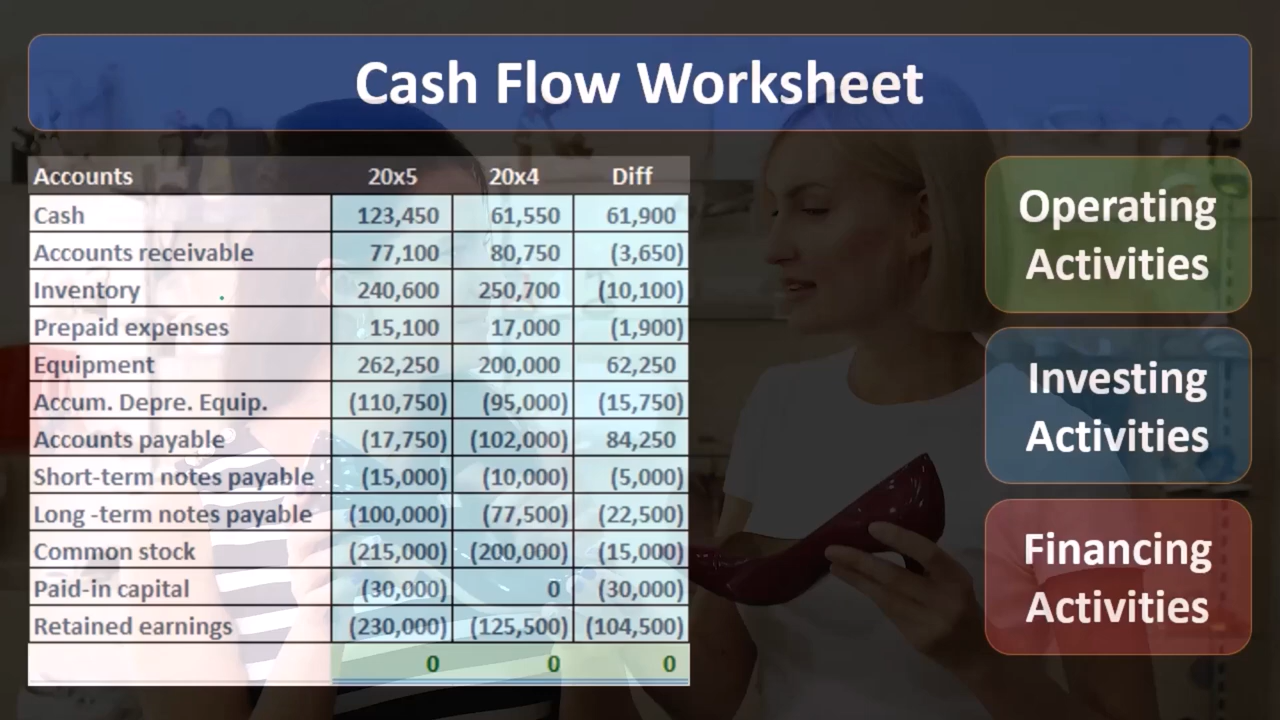 Cash Flow Worksheet
Accounts 20x5 20x4 Diff
Cash 123,450 61,550 61,900
Accounts receivable 77,100 80,750 (3,650)
Inventory 240,600 250,700 (10,100)
Prepaid expenses 15,100 17,000 (1,900)
Equipment 262,250 200,000 62,250
Accum. Depre. Equip. (110,750) (95,000) (15,750)
Accounts payable (17,750) (102,000) 84,250
Short-term notes payable (15,000) (10,000) (5,000)
Long -term notes payable (100,000) (77,500) (22,500)
Common stock (215,000) (200,000) (15,000)
Paid-in capital (30,000) 0 (30,000)
Retained earnings (230,000) (125,500) (104,500)
0 0 0
Operating
Activities
Investing
Activities
Financing
Activities